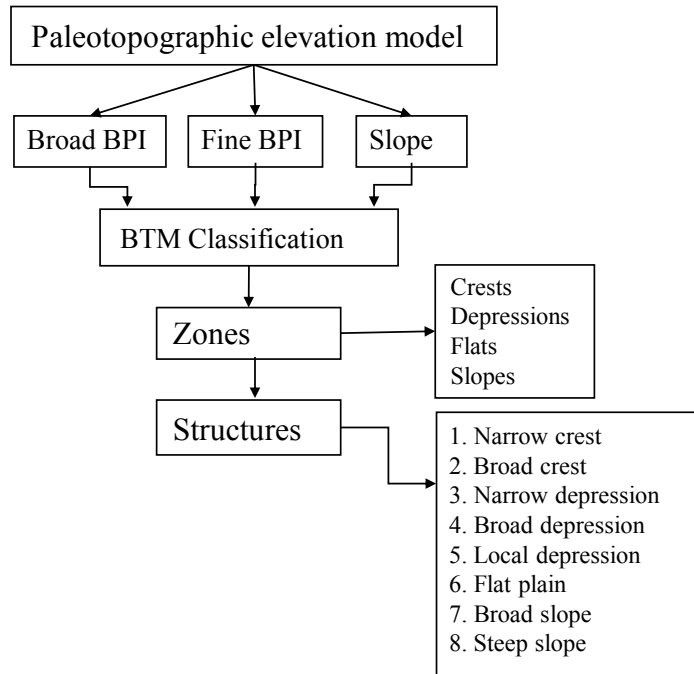 Paleotopographic elevation model
Broad BPI
Fine BPI
Slope
BTM Classification
Zones
Crests
Depressions
Flats
Slopes
Structures
1. Narrow crest
2. Broad crest
3. Narrow depression
4. Broad depression
5. Local depression
6. Flat plain
7. Broad slope
8. Steep slope